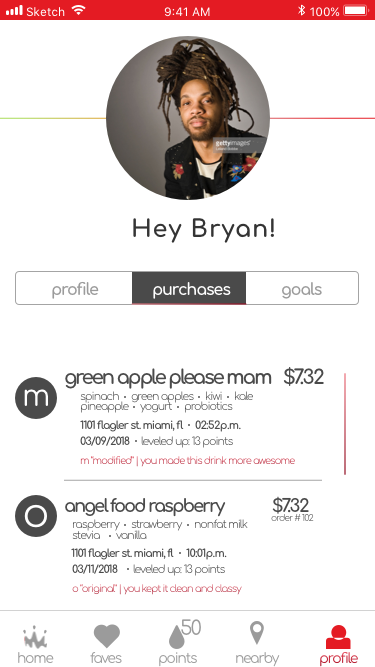 Sketch 9:41 AM 100%
gettyimages
Hey Bryan!
profile purchases goals
m green apple please mam $7.32
spinach • green apples • kiwi • kale
pineapple • yogurt • probiotics
1101 flagler st. miami, fl • 02:52p.m.
03/09/2018 • leveled up: 13 points
m "modified" | you made this drink more awesome
o angel food raspberry $7.32
order # 102
raspberry • strawberry • nonfat milk
stevia • vanilla
1101 flagler st. miami, fl • 10:01p.m.
03/11/2018 • leveled up: 13 points
o "original" | you kept it clean and classy
50
home faves points nearby profile